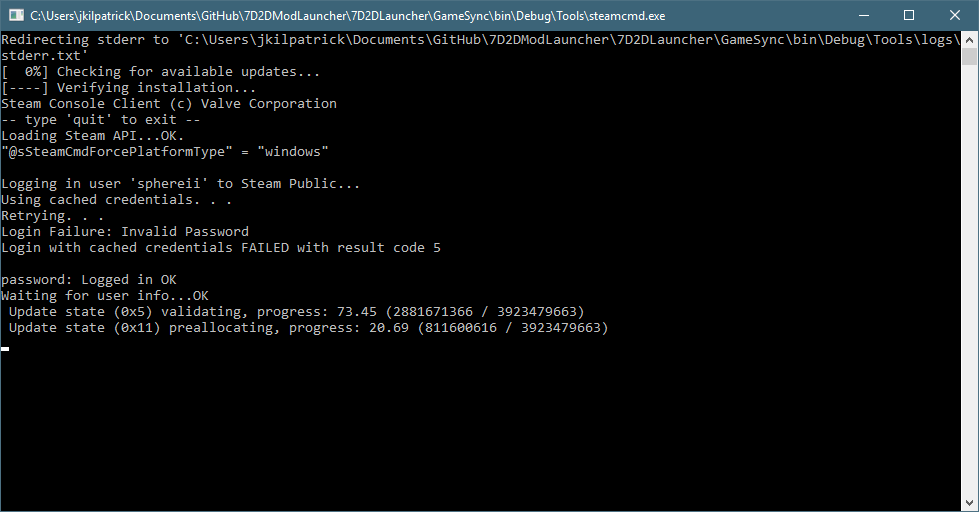 C:\Users\jkilpatrick\Documents\GitHub\7D2DModLauncher\7D2DLauncher\GameSync\bin\Debug\Tools\steamcmd.exe
Redirecting stderr to 'C:\Users\jkilpatrick\Documents\GitHub\7D2DModLauncher\7D2DLauncher\GameSync\bin\Debug\Tools\logs\
stderr.txt'
[  0%] Checking for available updates...
[----] Verifying installation...
Steam Console Client (c) Valve Corporation
-- type 'quit' to exit --
Loading Steam API...OK.
"@sSteamCmdForcePlatformType" = "windows"
Logging in user 'sphereii' to Steam Public...
Using cached credentials. . .
Retrying. . .
Login Failure: Invalid Password
Login with cached credentials FAILED with result code 5
password: Logged in OK
Waiting for user info...OK
 Update state (0x5) validating, progress: 73.45 (2881671366 / 3923479663)
 Update state (0x11) preallocating, progress: 20.69 (811600616 / 3923479663)